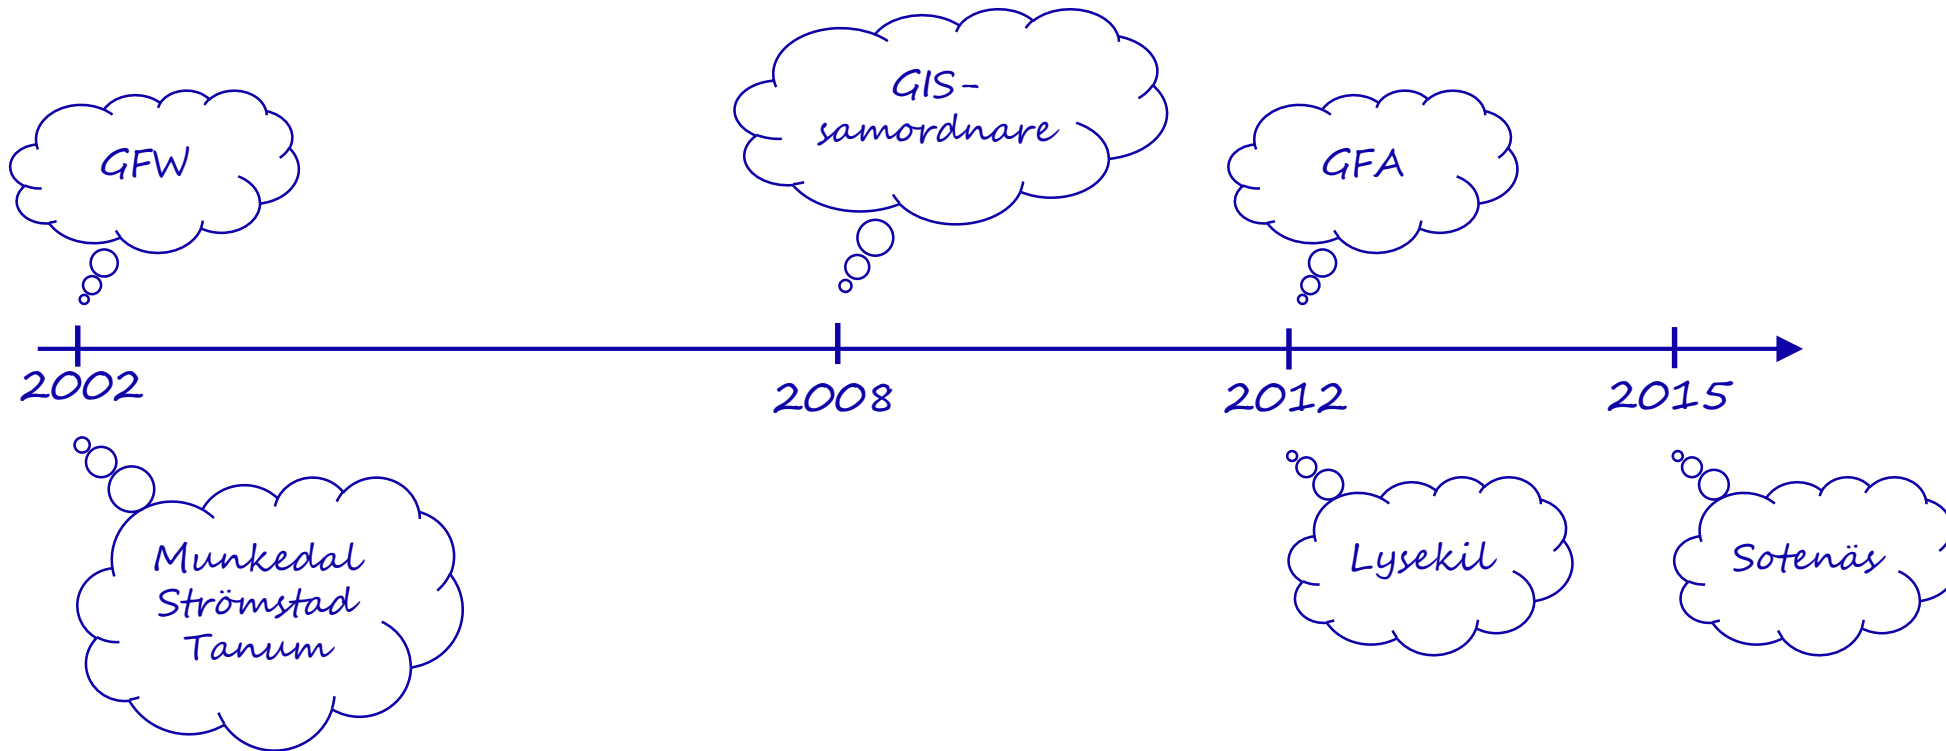 GFW
GIS-
samordnare
GFA
2002
2008
2012
2015
Munkedal
Strömstad
Tanum
Lysekil
Sotenäs